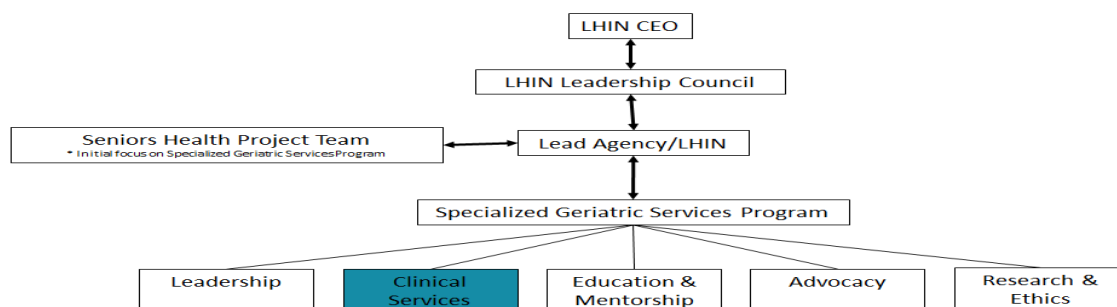 LHIN CEO
LHIN Leadership Council
Seniors Health Project Team
* Initial focus on Specialized Geriatric Services Program
Lead Agency/LHIN
Specialized Geriatric Services Program
Leadership
Clinical
Services
Education &
Mentorship
Advocacy
Research &
Ethics